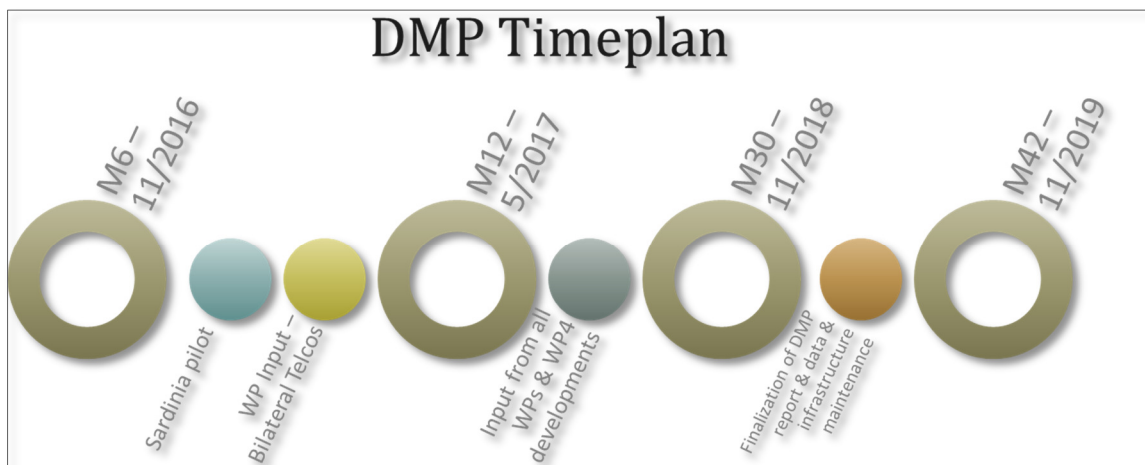 DMP Timeplan
M6 –
11/2016
Sardinia pilot
WP Input –
Bilateral Telcos
M12 –
5/2017
Input from all
WPs & WP4
developments
M30 –
11/2018
Finalization of DMP
report & data &
infrastructure
maintenance
M42 –
11/2019